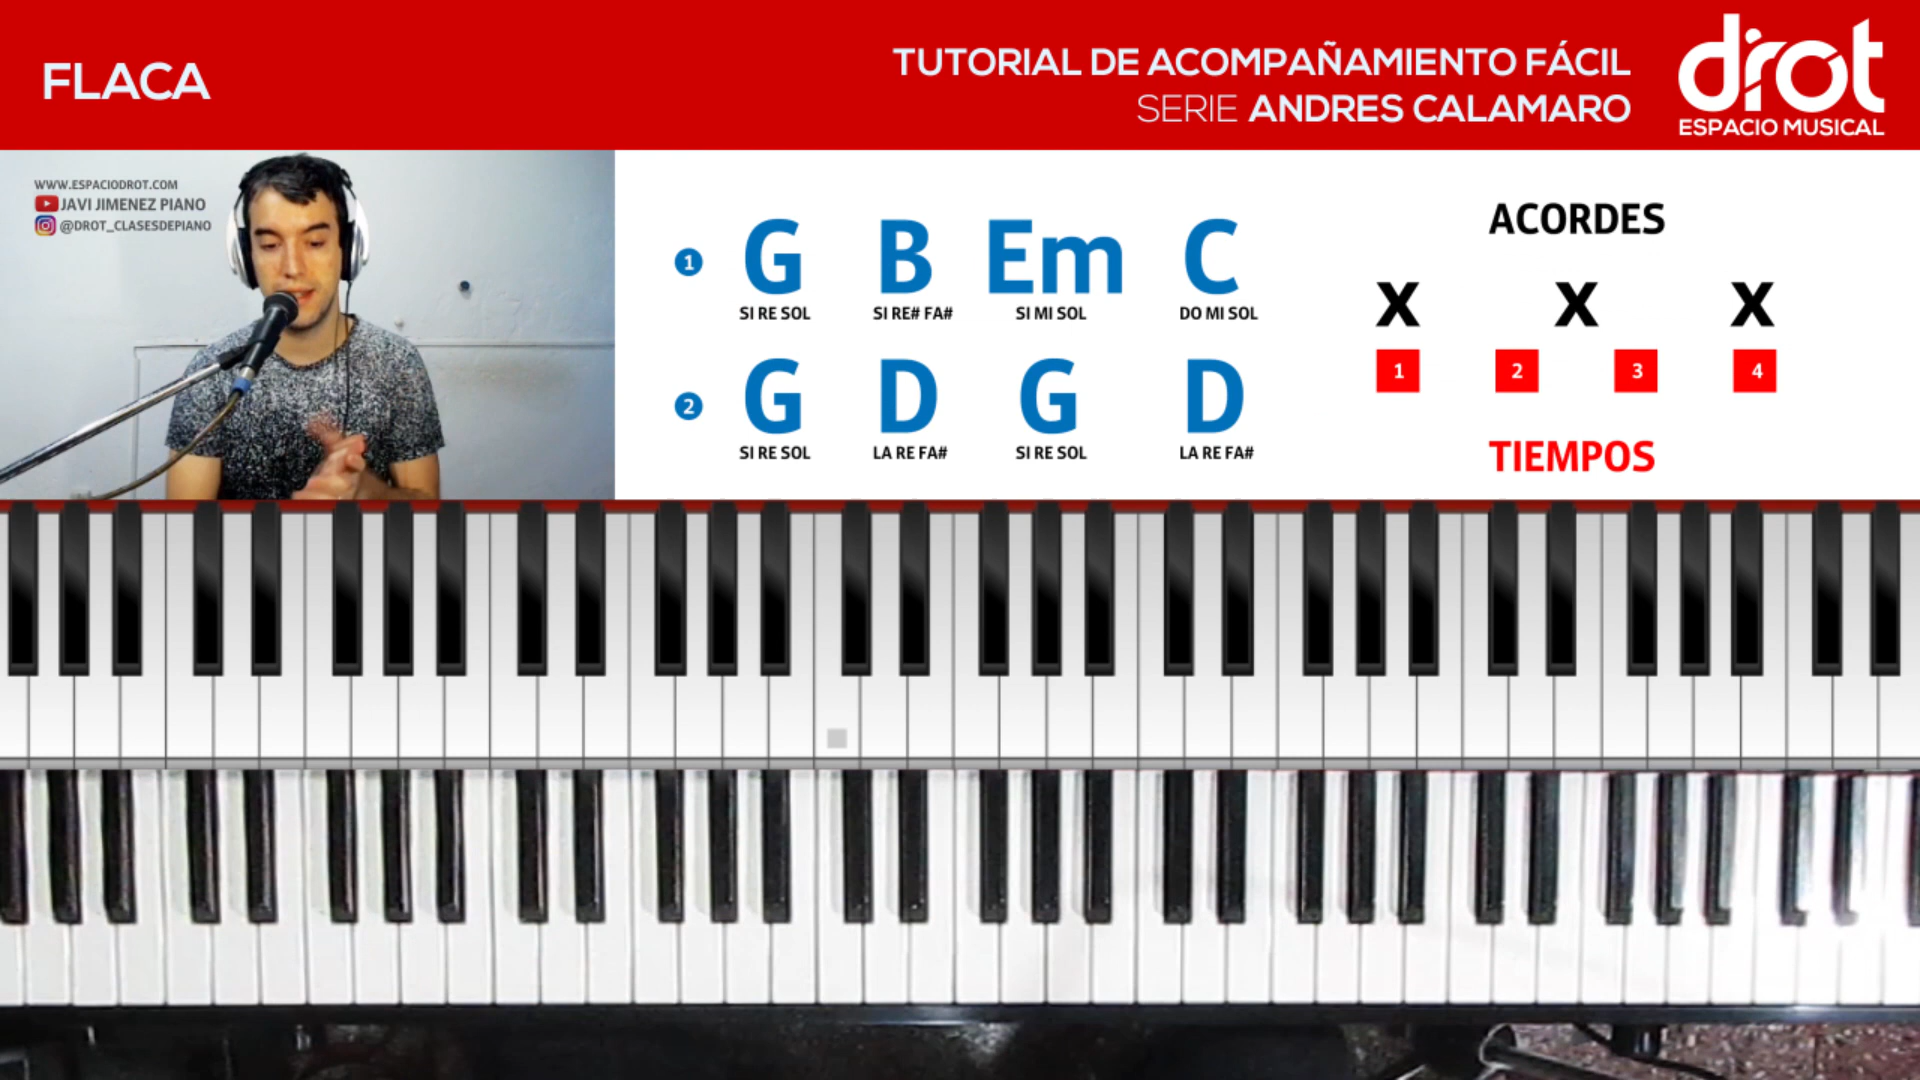 FLACA
TUTORIAL DE ACOMPAÑAMIENTO FÁCIL
SERIE ANDRES CALAMARO
drot
ESPACIO MUSICAL
WWW.ESPACIODROT.COM
JAVI JIMENEZ PIANO
@DROT_CLASESDEPIANO
1 G B Em C
SI RE SOL SI RE# FA# SI MI SOL DO MI SOL
2 G D G D
SI RE SOL LA RE FA# SI RE SOL LA RE FA#
ACORDES
X X X
1 2 3 4
TIEMPOS